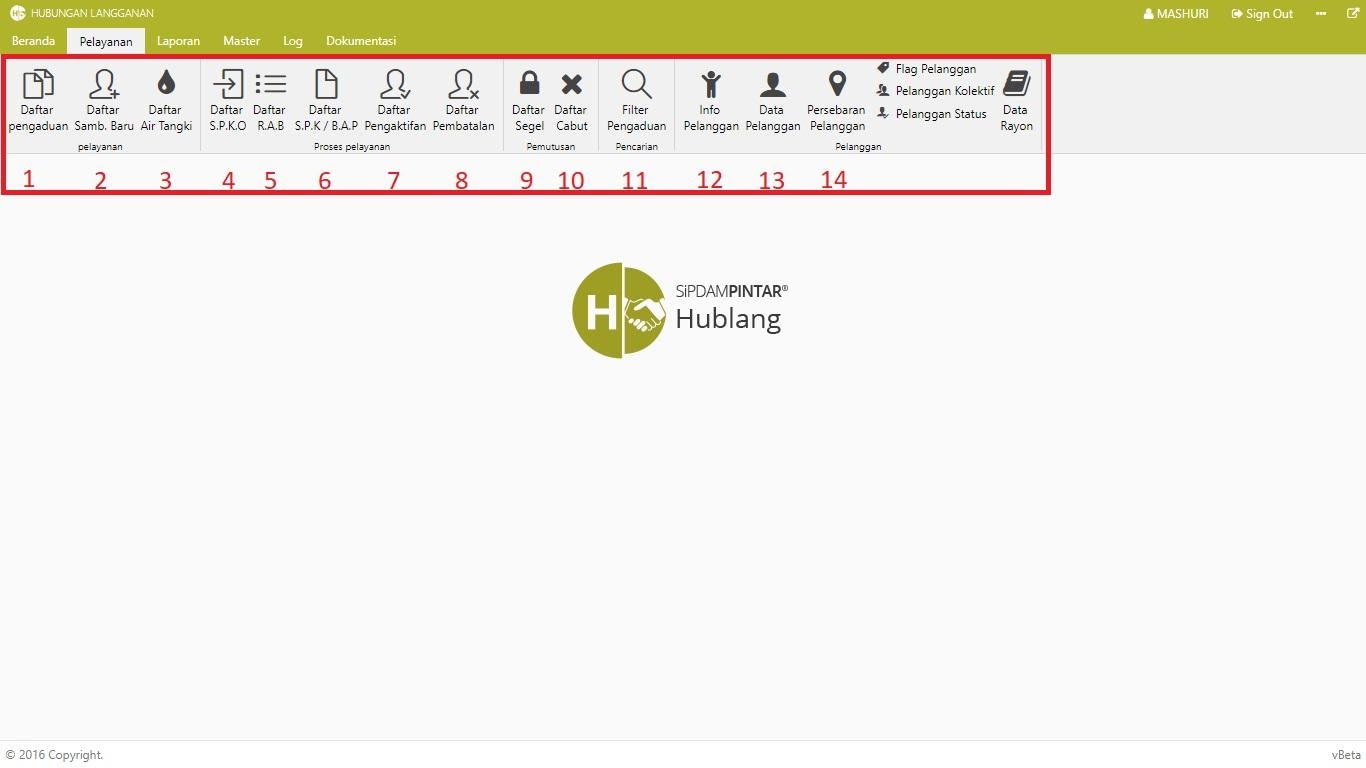 HUBUNGAN LANGGANAN
MASHURI Sign Out
Beranda Pelayanan Laporan Master Log Dokumentasi
Daftar pengaduan
Daftar Samb. Baru
Daftar Air Tangki
pelayanan
Daftar S.P.K.O
Daftar R.A.B
Daftar S.P.K / B.A.P
Daftar Pengaktifan
Daftar Pembatalan
Proses pelayanan
Daftar Segel
Daftar Cabut
Pemutusan
Filter Pengaduan
Pencarian
Info Pelanggan
Data Pelanggan
Persebaran Pelanggan
Flag Pelanggan
Pelanggan Kolektif
Pelanggan Status
Data Rayon
Pelanggan
1 2 3 4 5 6 7 8 9 10 11 12 13 14
H
SiPDAMPINTAR®
Hublang
© 2016 Copyright.
vBeta